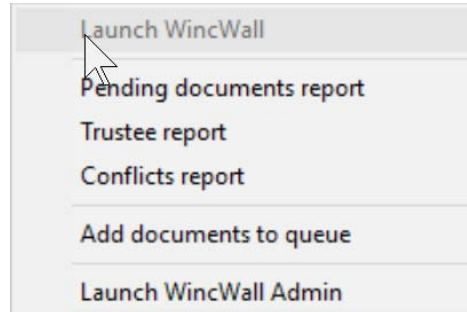 Launch WincWall
Pending documents report
Trustee report
Conflicts report
Add documents to queue
Launch WincWall Admin